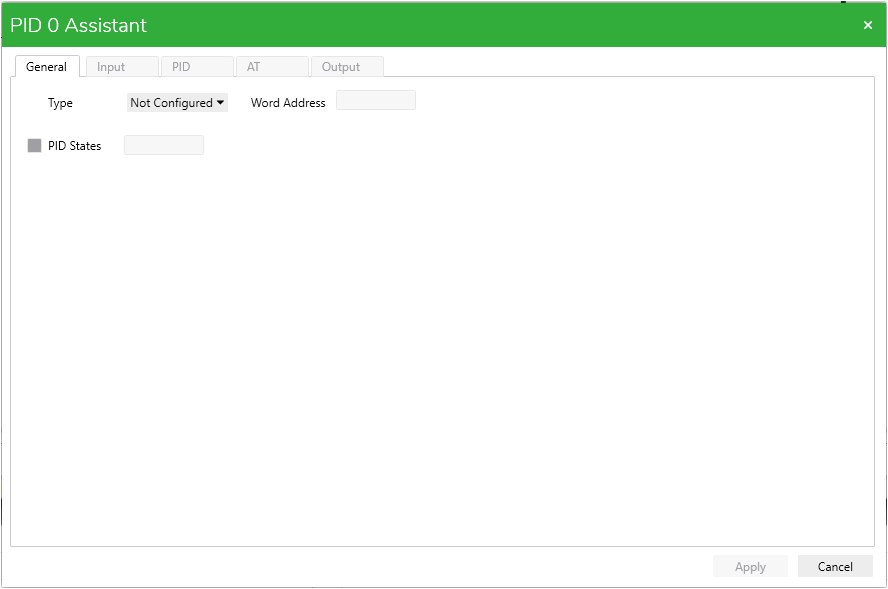 PID 0 Assistant ×
General Input PID AT Output
Type Not Configured Word Address
PID States
Apply Cancel